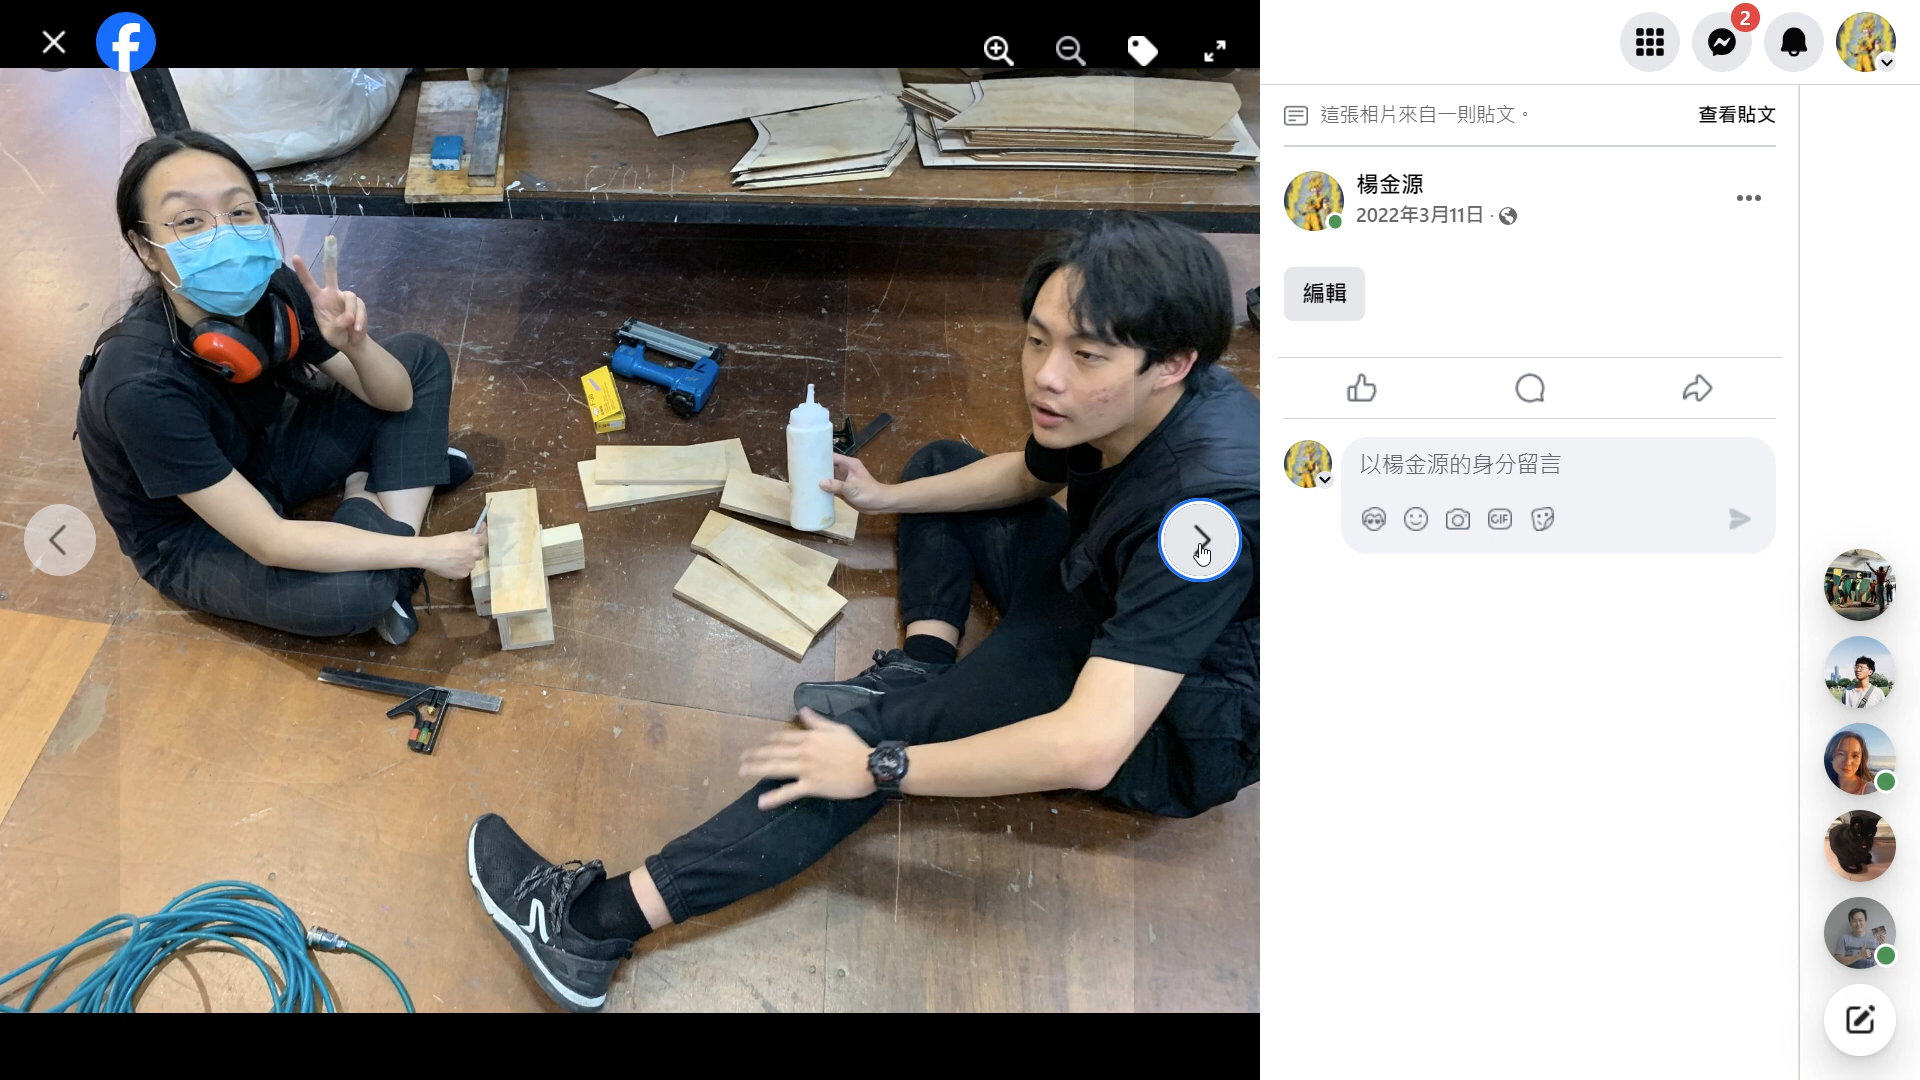 2
這張相片來自一則貼文。
查看貼文
楊金源
2022年3月11日
編輯
以楊金源的身分留言
GIF